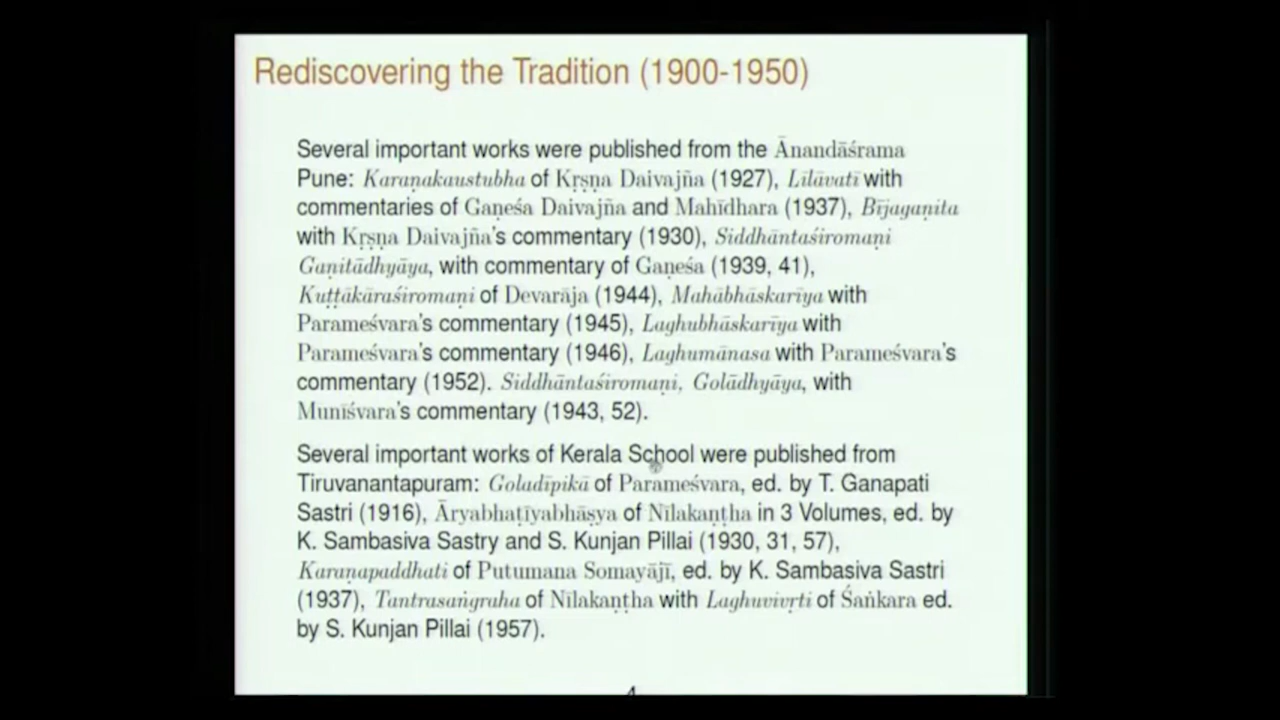 Rediscovering the Tradition (1900-1950)
Several important works were published from the Ānandāśrama
Pune: Karaṇakaustubha of Kṛṣṇa Daivajña (1927), Līlāvatī with
commentaries of Gaṇeśa Daivajña and Mahīdhara (1937), Bījagaṇita
with Kṛṣṇa Daivajña's commentary (1930), Siddhāntaśiromaṇi
Gaṇitādhyāya, with commentary of Gaṇeśa (1939, 41),
Kuṭṭākāraśiromaṇi of Devarāja (1944), Mahābhāskarīya with
Parameśvara's commentary (1945), Laghubhāskarīya with
Parameśvara's commentary (1946), Laghumānasa with Parameśvara's
commentary (1952). Siddhāntaśiromaṇi, Golādhyāya, with
Munīśvara's commentary (1943, 52).
Several important works of Kerala School were published from
Tiruvanantapuram: Goladīpikā of Parameśvara, ed. by T. Ganapati
Sastri (1916), Āryabhaṭīyabhāṣya of Nīlakaṇṭha in 3 Volumes, ed. by
K. Sambasiva Sastry and S. Kunjan Pillai (1930, 31, 57),
Karaṇapaddhati of Putumana Somayājī, ed. by K. Sambasiva Sastri
(1937), Tantrasaṅgraha of Nīlakaṇṭha with Laghuvivṛti of Śaṅkara ed.
by S. Kunjan Pillai (1957).
4